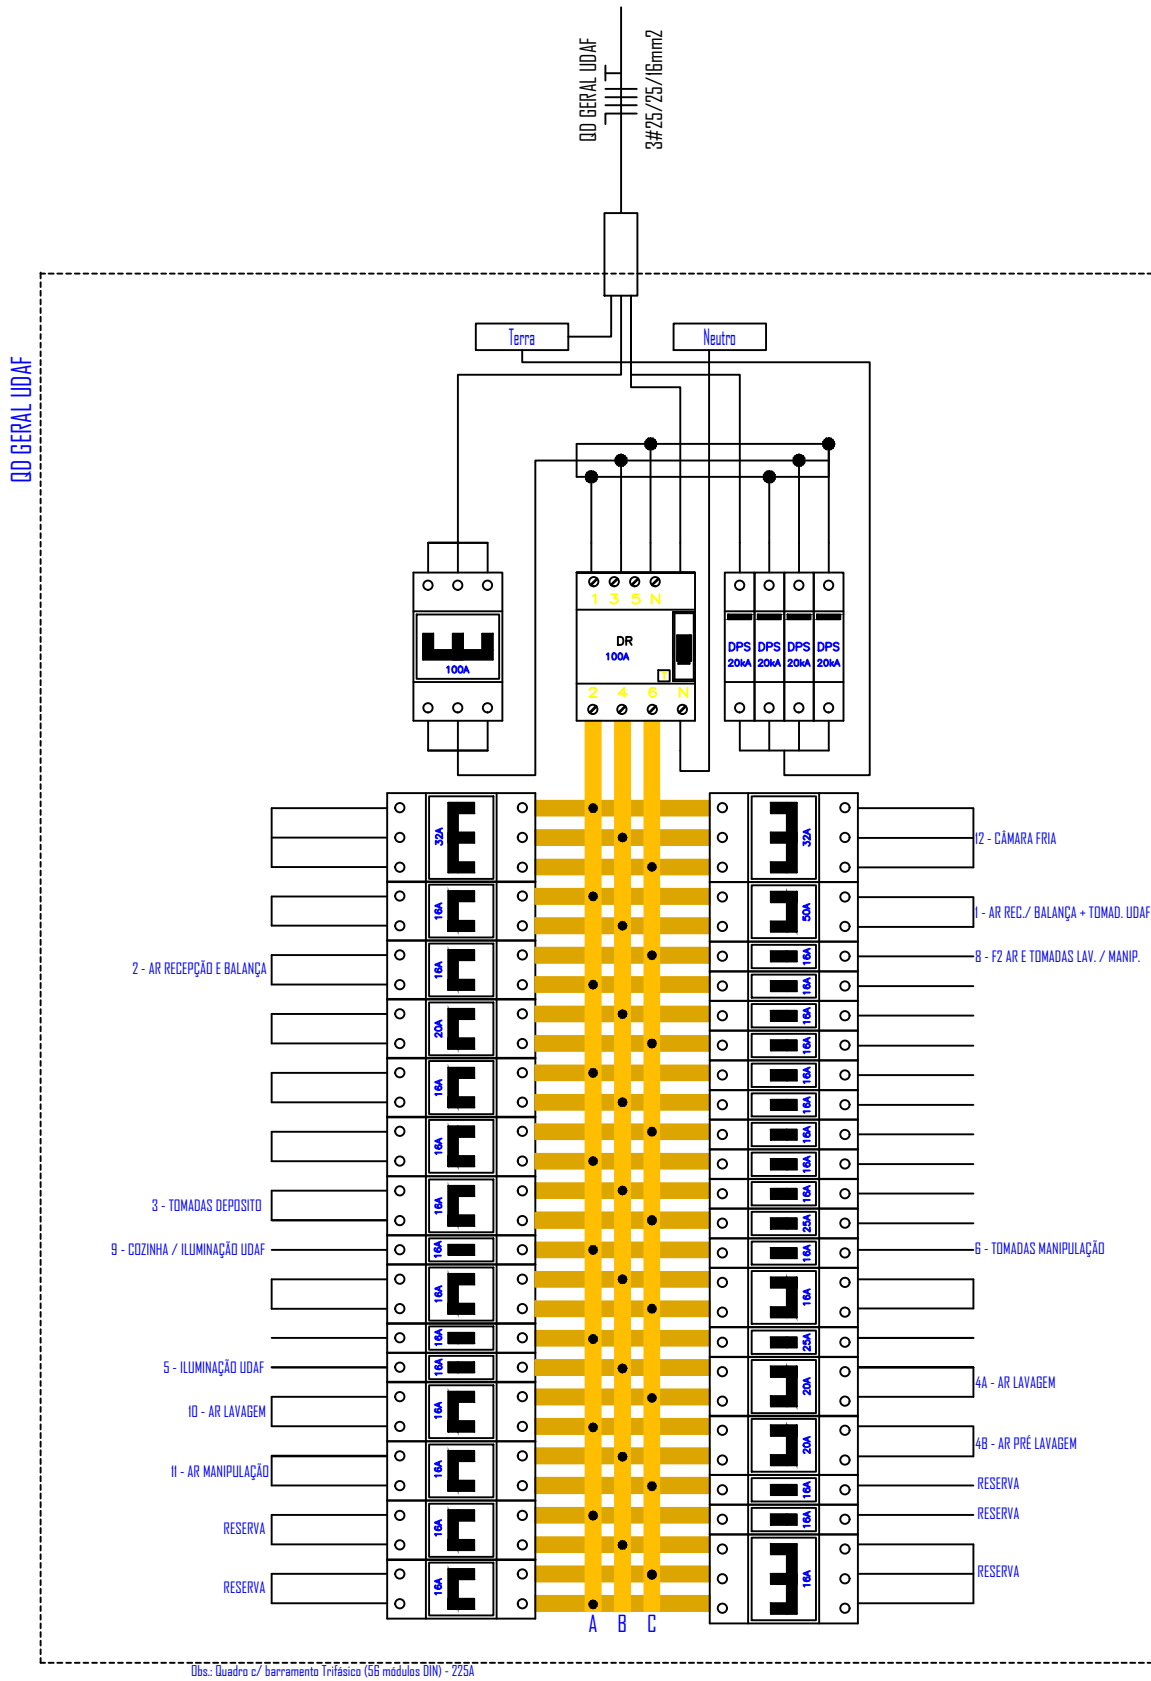 QD GERAL UDAF
3#25/25/16mm2
QD GERAL UDAF
Terra
Neutro
1 3 5 N
DR
100A
T
2 4 6 N
100A
DPS 20kA
DPS 20kA
DPS 20kA
DPS 20kA
32A
16A
2 - AR RECEPÇÃO E BALANÇA
16A
20A
16A
16A
3 - TOMADAS DEPOSITO
16A
9 - COZINHA / ILUMINAÇÃO UDAF
16A
16A
16A
5 - ILUMINAÇÃO UDAF
16A
10 - AR LAVAGEM
16A
11 - AR MANIPULAÇÃO
16A
RESERVA
16A
RESERVA
16A
32A
12 - CÂMARA FRIA
50A
1 - AR REC./ BALANÇA + TOMAD. UDAF
16A
8 - F2 AR E TOMADAS LAV. / MANIP.
16A
16A
16A
16A
16A
16A
16A
16A
25A
16A
6 - TOMADAS MANIPULAÇÃO
16A
25A
20A
4A - AR LAVAGEM
20A
4B - AR PRÉ LAVAGEM
16A
RESERVA
16A
RESERVA
16A
RESERVA
A B C
Obs.: Quadro c/ barramento Trifásico (56 módulos DIN) - 225A